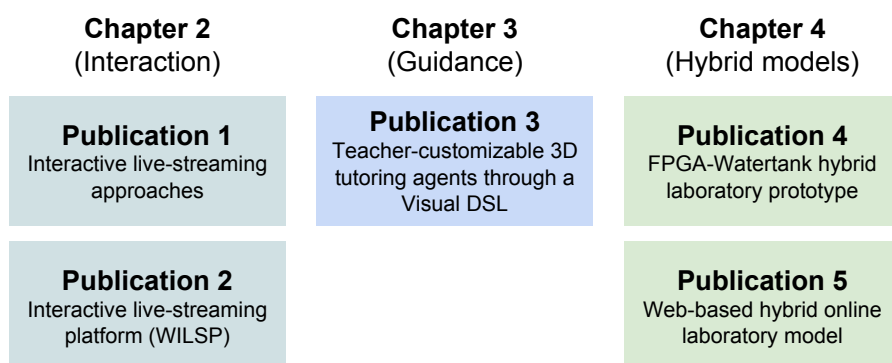 Chapter 2
(Interaction)
Publication 1
Interactive live-streaming
approaches
Publication 2
Interactive live-streaming
platform (WILSP)
Chapter 3
(Guidance)
Publication 3
Teacher-customizable 3D
tutoring agents through a
Visual DSL
Chapter 4
(Hybrid models)
Publication 4
FPGA-Watertank hybrid
laboratory prototype
Publication 5
Web-based hybrid online
laboratory model